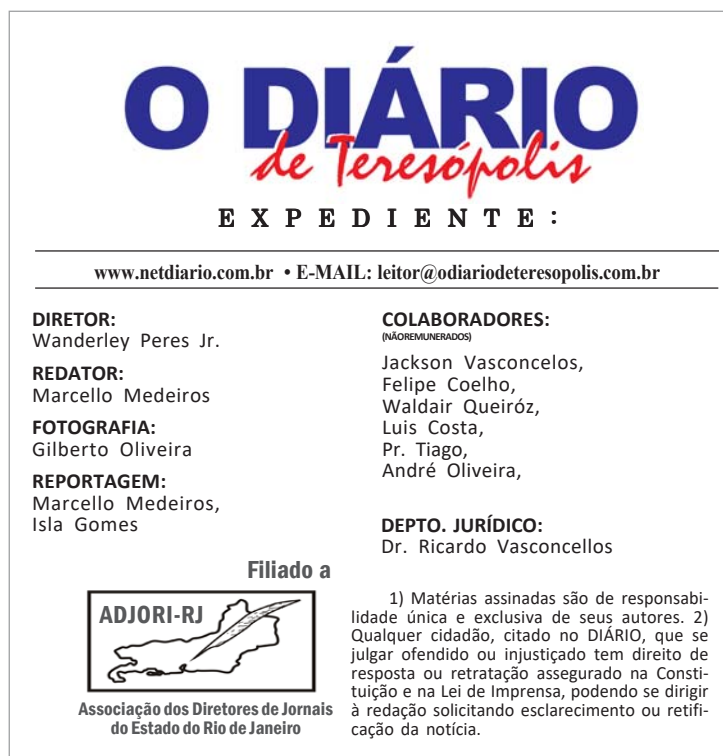 O DIÁRIO
de Teresópolis
EXPEDIENTE:
www.netdiario.com.br • E-MAIL: leitor@odiariodeteresopolis.com.br
DIRETOR:
Wanderley Peres Jr.
REDATOR:
Marcello Medeiros
FOTOGRAFIA:
Gilberto Oliveira
REPORTAGEM:
Marcello Medeiros,
Isla Gomes
COLABORADORES:
(NÃOREMUNERADOS)
Jackson Vasconcelos,
Felipe Coelho,
Waldair Queiróz,
Luis Costa,
Pr. Tiago,
André Oliveira,
DEPTO. JURÍDICO:
Dr. Ricardo Vasconcellos
Filiado a
ADJORI-RJ
Associação dos Diretores de Jornais
do Estado do Rio de Janeiro
1) Matérias assinadas são de responsabi-
lidade única e exclusiva de seus autores. 2)
Qualquer cidadão, citado no DIÁRIO, que se
julgar ofendido ou injustiçado tem direito de
resposta ou retratação assegurado na Consti-
tuição e na Lei de Imprensa, podendo se dirigir
à redação solicitando esclarecimento ou retifi-
cação da notícia.